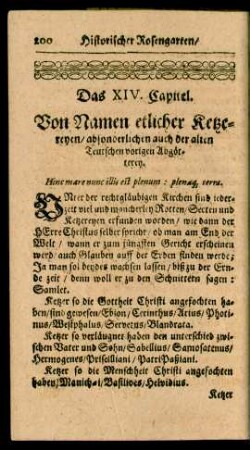 200 Historischer Rosengarten/
Das XIV. Capitel.
Von Namen etlicher Ketze-
reyen/ absonderlichen auch der alten
Teutschen vorigen Abgöt-
terey.
Hinc mare nunc illis est plenum: plenaq; terra.
UNter der rechtgläubigen Kirchen sind jeder-
zeit viel und mancherley Rotten/ Secten und
Ketzereyen erfunden worden/ wie dann der
HErre Christus selber spricht/ ob man am End der
Welt/ wann er zum jüngsten Gericht erscheinen
werd/ auch Glauben auff der Erden finden werde;
Ja man sol beydes wachsen lassen/ biß zu der Ern-
de zeit/ denn woll er zu den Schnittern sagen:
Samlet.
Ketzer so die Gottheit Christi angefochten ha-
ben/ sind gewesen/ Ebion/ Cerinthus/ Arius/ Photi-
nus/ Westphalus/ Servetus/ Blandrata.
Ketzer so verläugnet haben den unterschied zwi-
schen Vater und Sohn/ Sabellius/ Samosatenus/
Hermogenes/ Priscilliani/ PatriPaßiani.
Ketzer so die Menschheit Christi angefochten
haben/ Manichæi/ Basilides/ Helvidius.
Ketzer